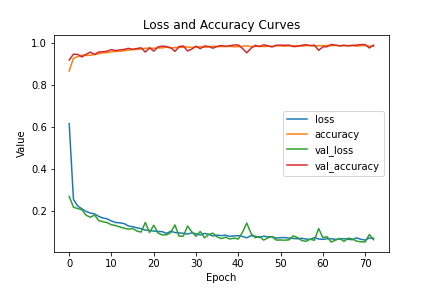 Loss and Accuracy Curves
1.0
0.8
0.6
0.4
0.2
Value
loss
accuracy
val_loss
val_accuracy
0 10 20 30 40 50 60 70
Epoch